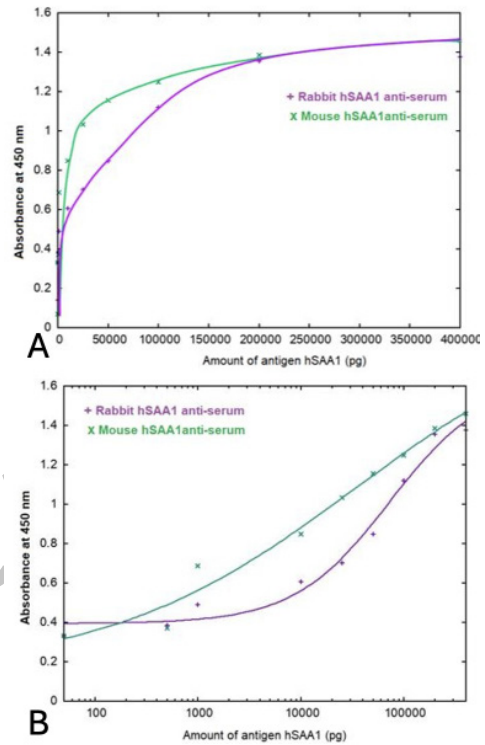 1.6
1.4
1.2
1
0.8
0.6
0.4
0.2
0
Absorbance at 450 nm
+ Rabbit hSAA1 anti-serum
x Mouse hSAA1anti-serum
0 50000 100000 150000 200000 250000 300000 350000 400000
Amount of antigen hSAA1 (pg)
A
1.6
1.4
1.2
1
0.8
0.6
0.4
0.2
0
Absorbance at 450 nm
+ Rabbit hSAA1 anti-serum
x Mouse hSAA1anti-serum
100 1000 10000 100000
Amount of antigen hSAA1 (pg)
B